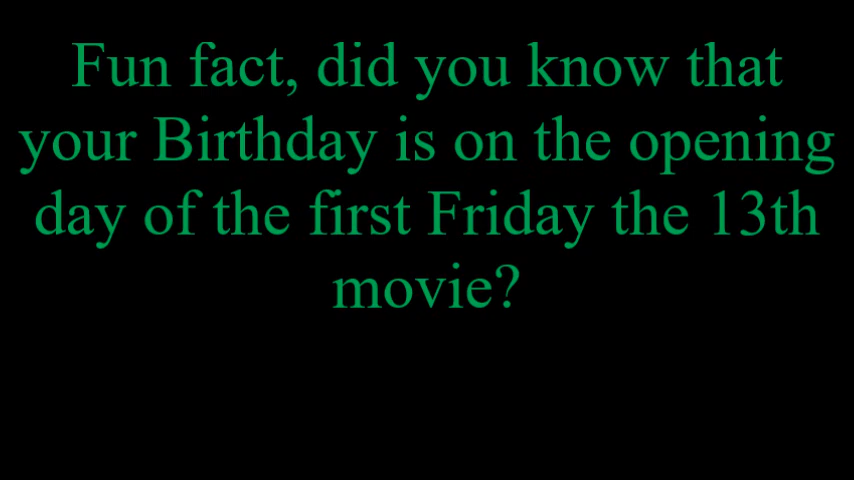 Fun fact, did you know that
your Birthday is on the opening
day of the first Friday the 13th
movie?